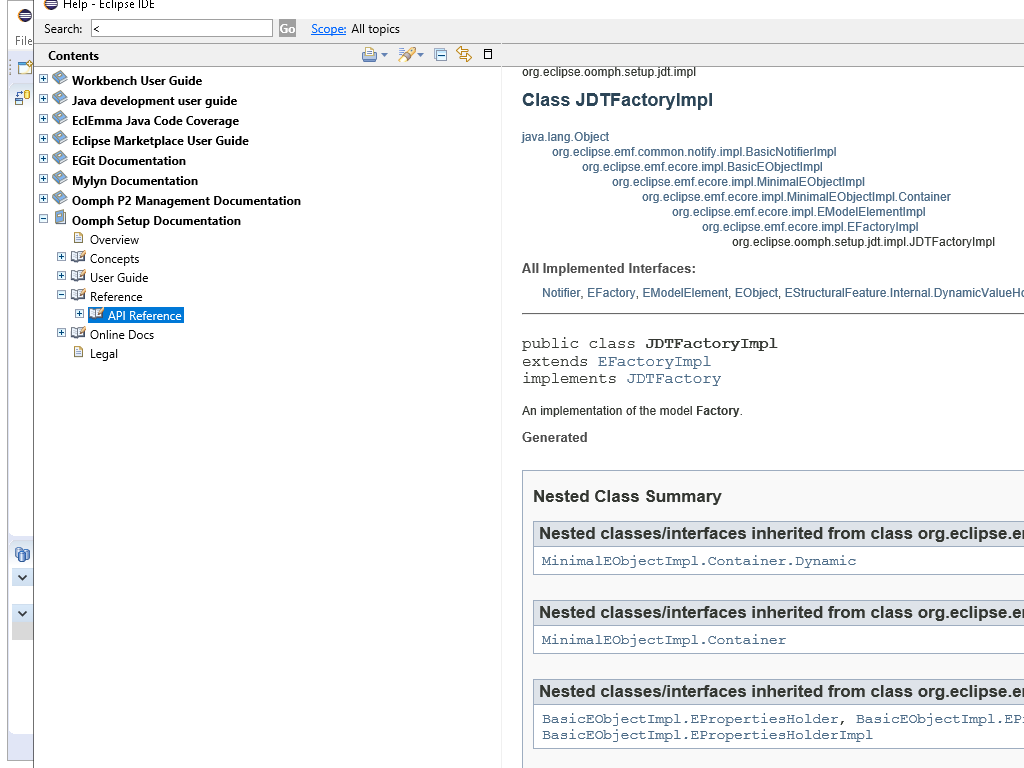 Help - Eclipse IDE
File
Search: < Go Scope: All topics
Contents
Workbench User Guide
Java development user guide
EclEmma Java Code Coverage
Eclipse Marketplace User Guide
EGit Documentation
Mylyn Documentation
Oomph P2 Management Documentation
Oomph Setup Documentation
Overview
Concepts
User Guide
Reference
API Reference
Online Docs
Legal
org.eclipse.oomph.setup.jdt.impl
Class JDTFactoryImpl
java.lang.Object
org.eclipse.emf.common.notify.impl.BasicNotifierImpl
org.eclipse.emf.ecore.impl.BasicEObjectImpl
org.eclipse.emf.ecore.impl.MinimalEObjectImpl
org.eclipse.emf.ecore.impl.MinimalEObjectImpl.Container
org.eclipse.emf.ecore.impl.EModelElementImpl
org.eclipse.emf.ecore.impl.EFactoryImpl
org.eclipse.oomph.setup.jdt.impl.JDTFactoryImpl
All Implemented Interfaces:
Notifier, EFactory, EModelElement, EObject, EStructuralFeature.Internal.DynamicValueHo
public class JDTFactoryImpl
extends EFactoryImpl
implements JDTFactory
An implementation of the model Factory.
Generated
Nested Class Summary
Nested classes/interfaces inherited from class org.eclipse.e
MinimalEObjectImpl.Container.Dynamic
Nested classes/interfaces inherited from class org.eclipse.e
MinimalEObjectImpl.Container
Nested classes/interfaces inherited from class org.eclipse.e
BasicEObjectImpl.EPropertiesHolder, BasicEObjectImpl.EP
BasicEObjectImpl.EPropertiesHolderImpl